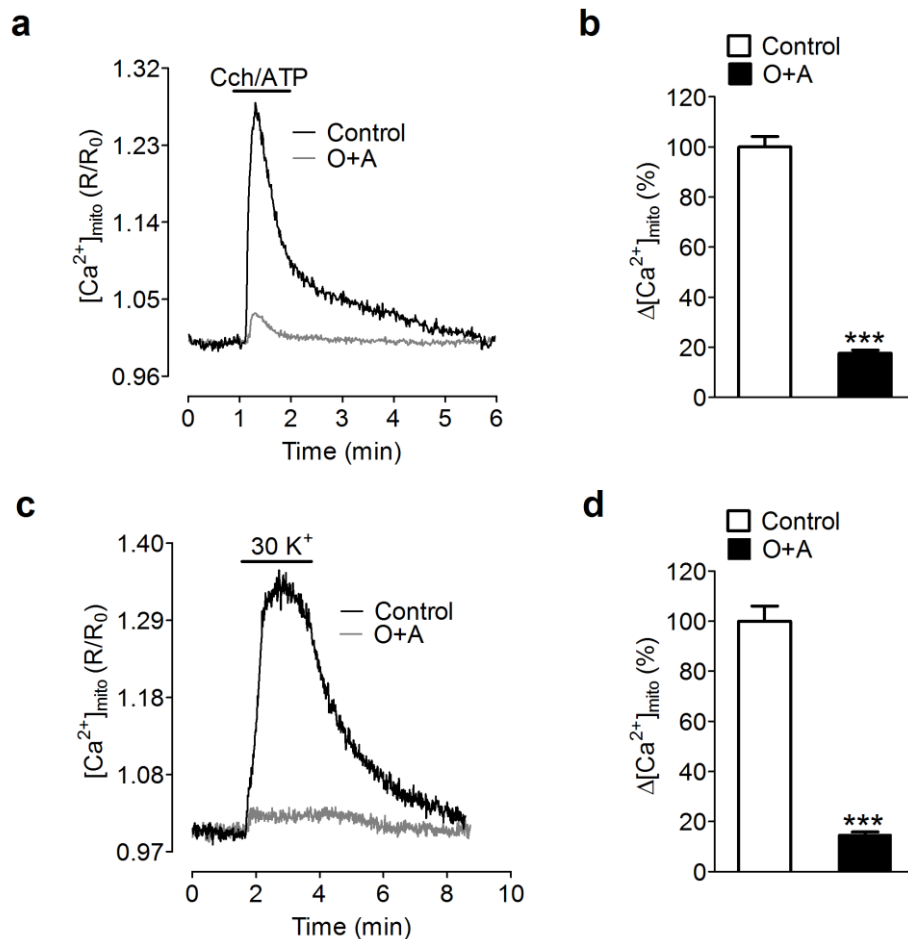 a
1.32
1.23
1.14
1.05
0.96
[Ca²⁺]mito (R/R₀)
Cch/ATP
Control
O+A
0 1 2 3 4 5 6
Time (min)
b
Control
O+A
120
100
80
60
40
20
0
Δ[Ca²⁺]mito (%)
***
c
1.40
1.29
1.18
1.08
0.97
[Ca²⁺]mito (R/R₀)
30 K⁺
Control
O+A
0 2 4 6 8 10
Time (min)
d
Control
O+A
120
100
80
60
40
20
0
Δ[Ca²⁺]mito (%)
***